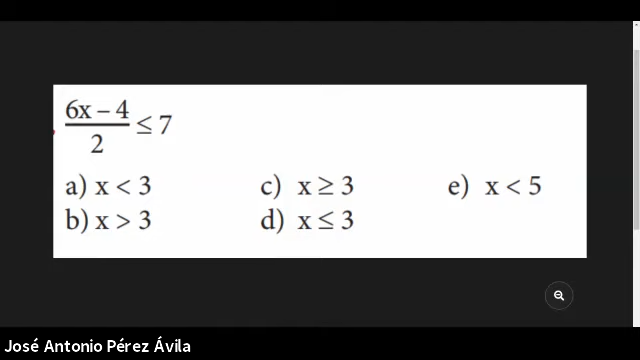 6x – 4
2
≤ 7
a) x < 3 c) x ≥ 3 e) x < 5
b) x > 3 d) x ≤ 3
José Antonio Pérez Ávila